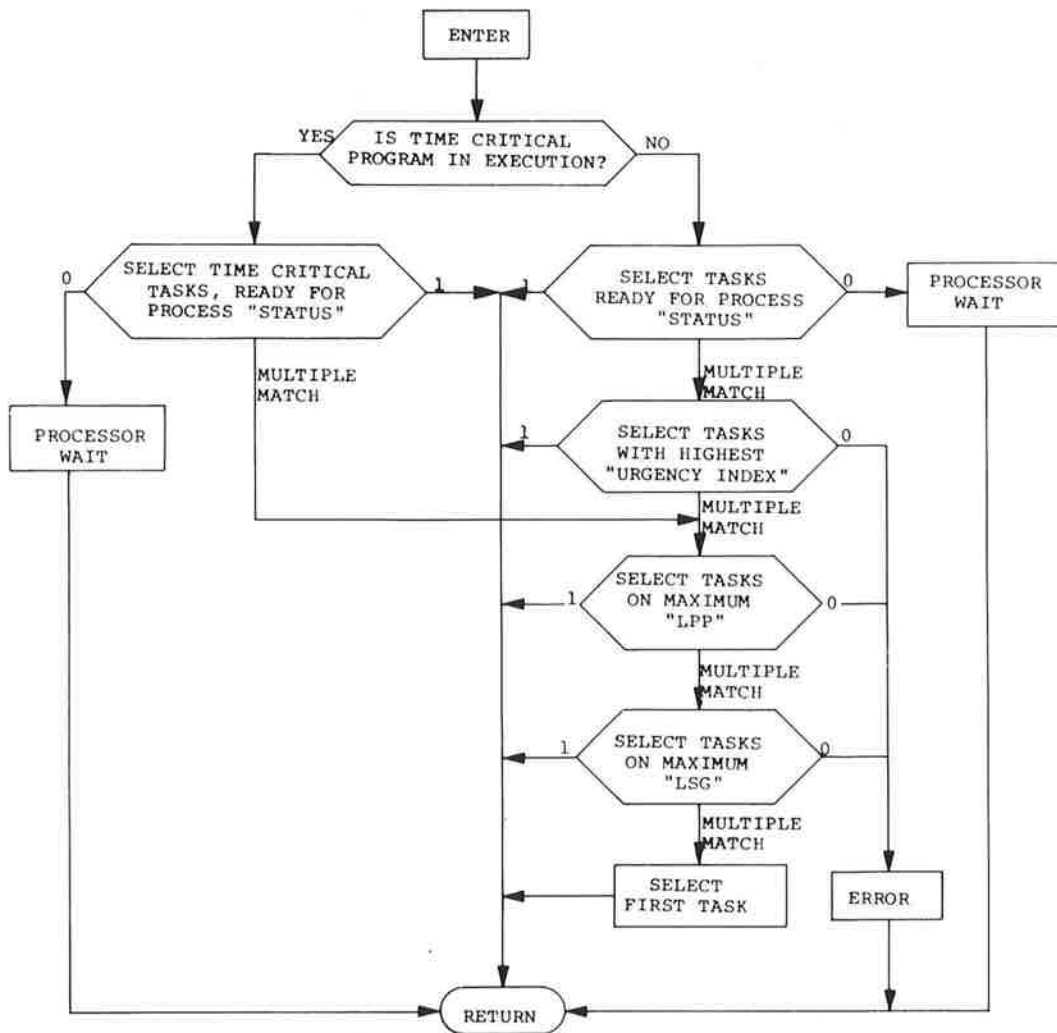 ENTER
YES
IS TIME CRITICAL
PROGRAM IN EXECUTION?
NO
0
SELECT TIME CRITICAL
TASKS, READY FOR
PROCESS "STATUS"
1
1
SELECT TASKS
READY FOR PROCESS
"STATUS"
0
PROCESSOR
WAIT
MULTIPLE
MATCH
MULTIPLE
MATCH
PROCESSOR
WAIT
1
SELECT TASKS
WITH HIGHEST
"URGENCY INDEX"
0
MULTIPLE
MATCH
1
SELECT TASKS
ON MAXIMUM
"LPP"
0
MULTIPLE
MATCH
1
SELECT TASKS
ON MAXIMUM
"LSG"
0
MULTIPLE
MATCH
SELECT
FIRST TASK
ERROR
RETURN